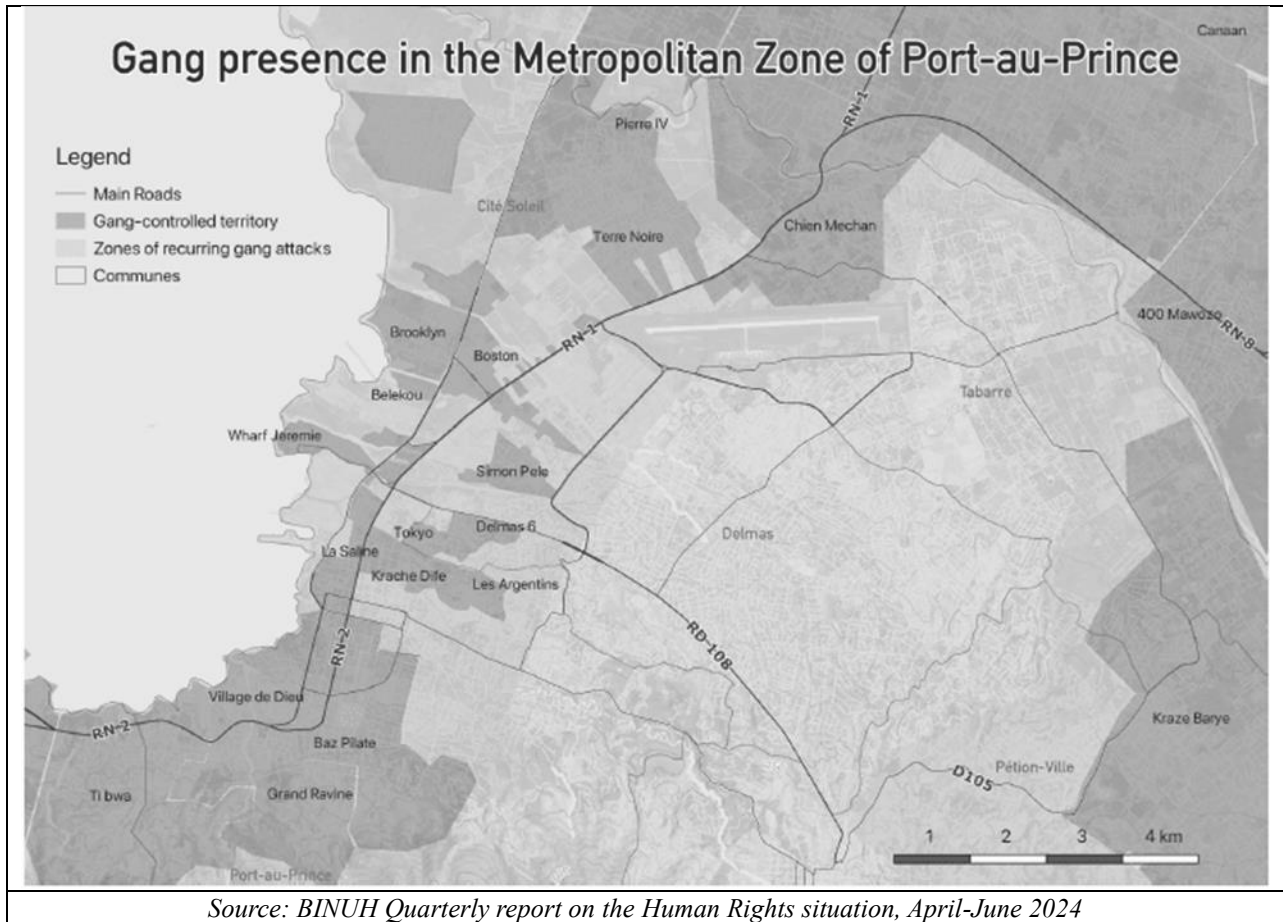 Gang presence in the Metropolitan Zone of Port-au-Prince
Canaan
RN-1
Pierre IV
Legend
Main Roads
Gang-controlled territory
Zones of recurring gang attacks
Communes
Cité Soleil
Terre Noire
Chien Mechan
400 Mawozo
RN-8
Brooklyn
Boston
RN-1
Belekou
Tabarre
Wharf Jeremie
Simon Pele
Tokyo
Delmas 6
Delmas
La Saline
Krache Dife
Les Argentins
RN-2
RD-108
Village de Dieu
Kraze Barye
RN-2
Baz Pilate
Pétion-Ville
D105
Ti bwa
Grand Ravine
1 2 3 4 km
Port-au-Prince
Source: BINUH Quarterly report on the Human Rights situation, April-June 2024